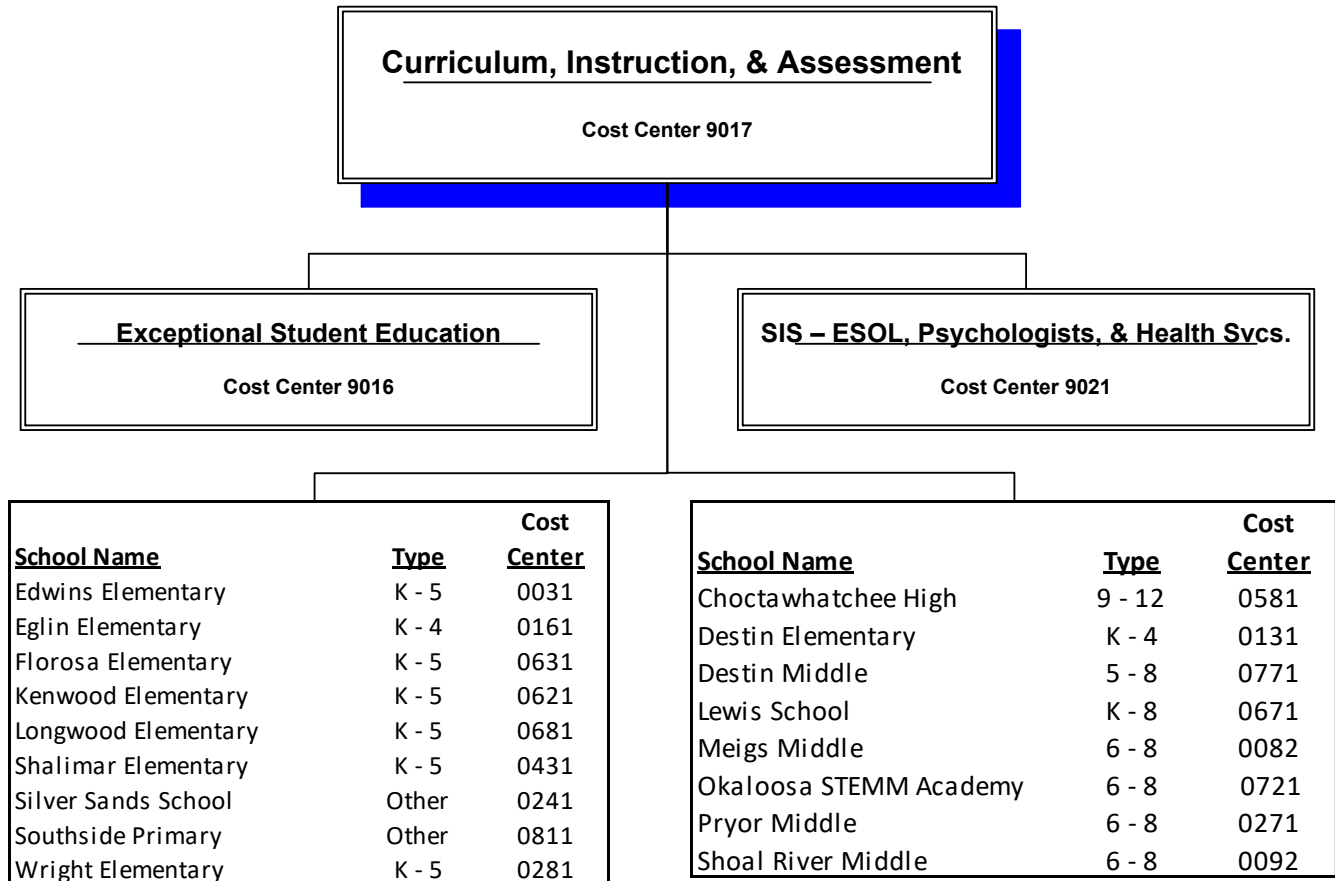 Curriculum, Instruction, & Assessment
Cost Center 9017
Exceptional Student Education
Cost Center 9016
SIS – ESOL, Psychologists, & Health Svcs.
Cost Center 9021
Cost
School Name Type Center
Edwins Elementary K - 5 0031
Eglin Elementary K - 4 0161
Florosa Elementary K - 5 0631
Kenwood Elementary K - 5 0621
Longwood Elementary K - 5 0681
Shalimar Elementary K - 5 0431
Silver Sands School Other 0241
Southside Primary Other 0811
Wright Elementary K - 5 0281
Cost
School Name Type Center
Choctawhatchee High 9 - 12 0581
Destin Elementary K - 4 0131
Destin Middle 5 - 8 0771
Lewis School K - 8 0671
Meigs Middle 6 - 8 0082
Okaloosa STEMM Academy 6 - 8 0721
Pryor Middle 6 - 8 0271
Shoal River Middle 6 - 8 0092